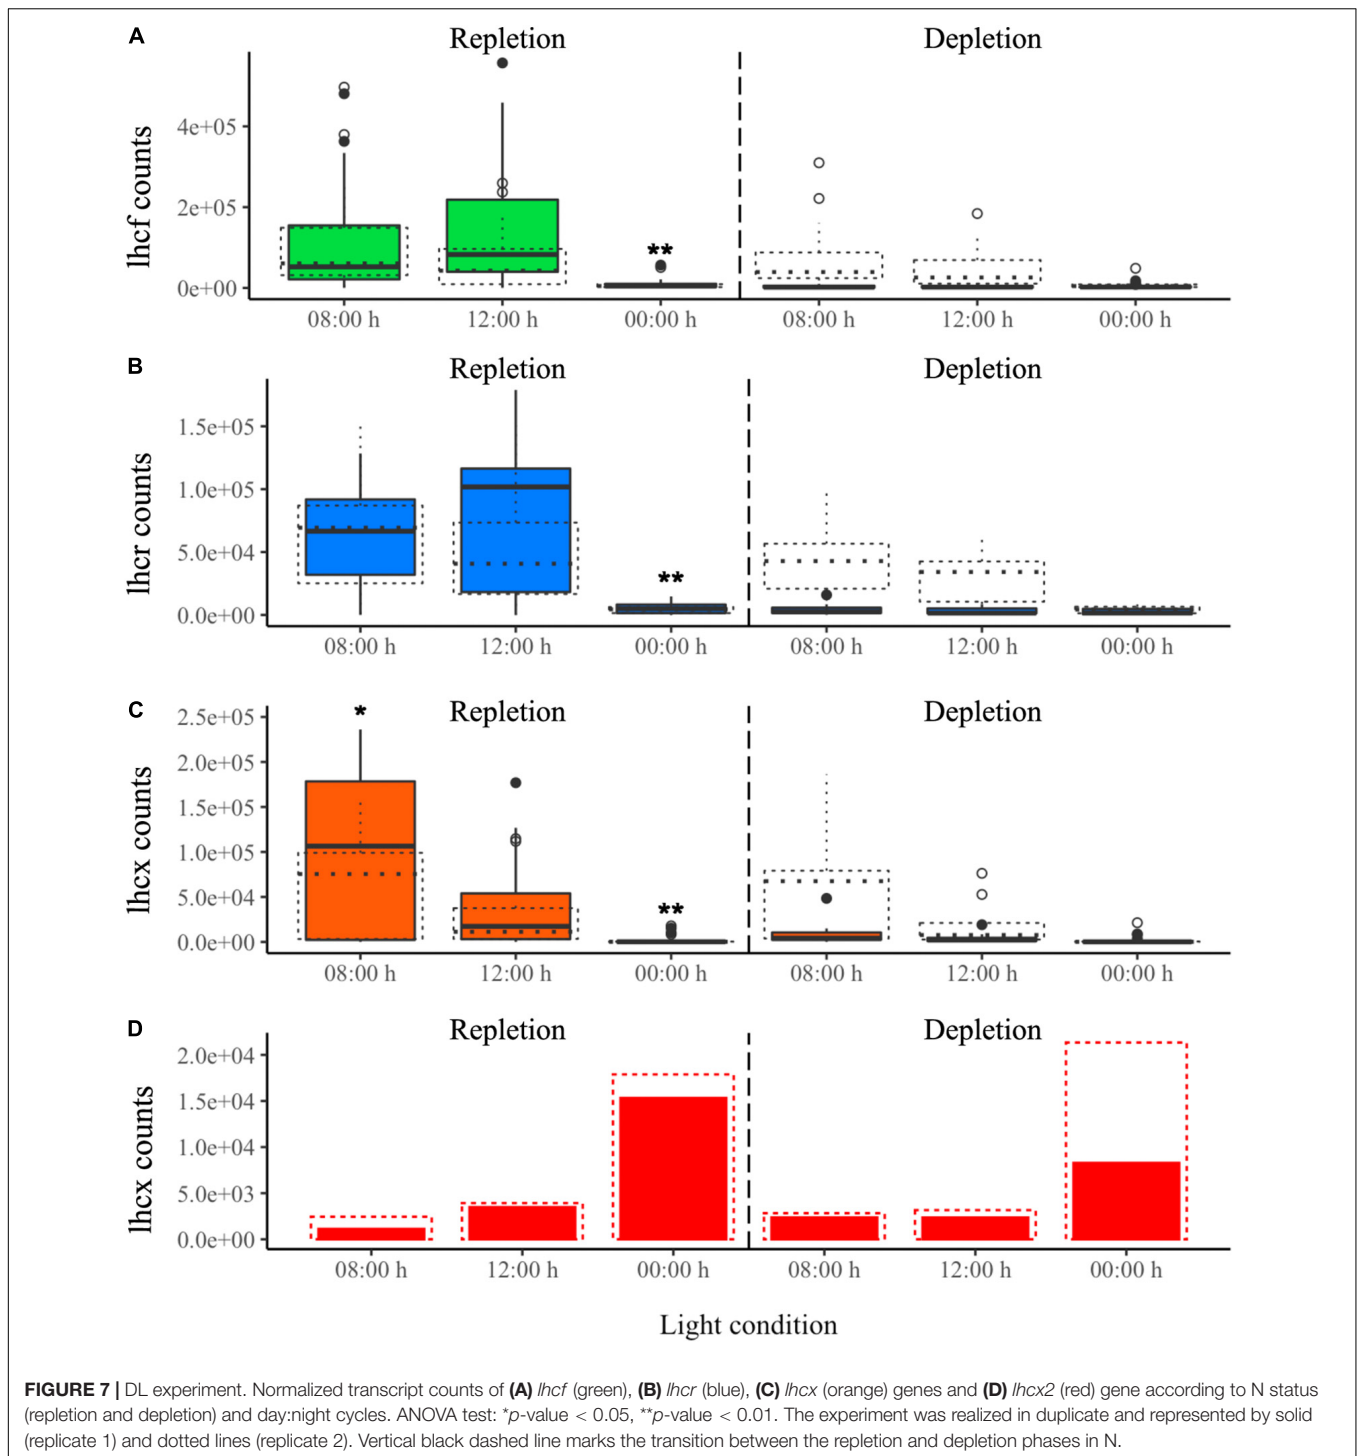 A
Repletion
Depletion
lhcf counts
4e+05
2e+05
0e+00
**
08:00 h
12:00 h
00:00 h
08:00 h
12:00 h
00:00 h
B
Repletion
Depletion
lhcr counts
1.5e+05
1.0e+05
5.0e+04
0.0e+00
**
08:00 h
12:00 h
00:00 h
08:00 h
12:00 h
00:00 h
C
Repletion
Depletion
lhcx counts
2.5e+05
2.0e+05
1.5e+05
1.0e+05
5.0e+04
0.0e+00
*
**
08:00 h
12:00 h
00:00 h
08:00 h
12:00 h
00:00 h
D
Repletion
Depletion
lhcx counts
2.0e+04
1.5e+04
1.0e+04
5.0e+03
0.0e+00
08:00 h
12:00 h
00:00 h
08:00 h
12:00 h
00:00 h
Light condition
FIGURE 7 | DL experiment. Normalized transcript counts of (A) lhcf (green), (B) lhcr (blue), (C) lhcx (orange) genes and (D) lhcx2 (red) gene according to N status
(repletion and depletion) and day:night cycles. ANOVA test: *p-value < 0.05, **p-value < 0.01. The experiment was realized in duplicate and represented by solid
(replicate 1) and dotted lines (replicate 2). Vertical black dashed line marks the transition between the repletion and depletion phases in N.